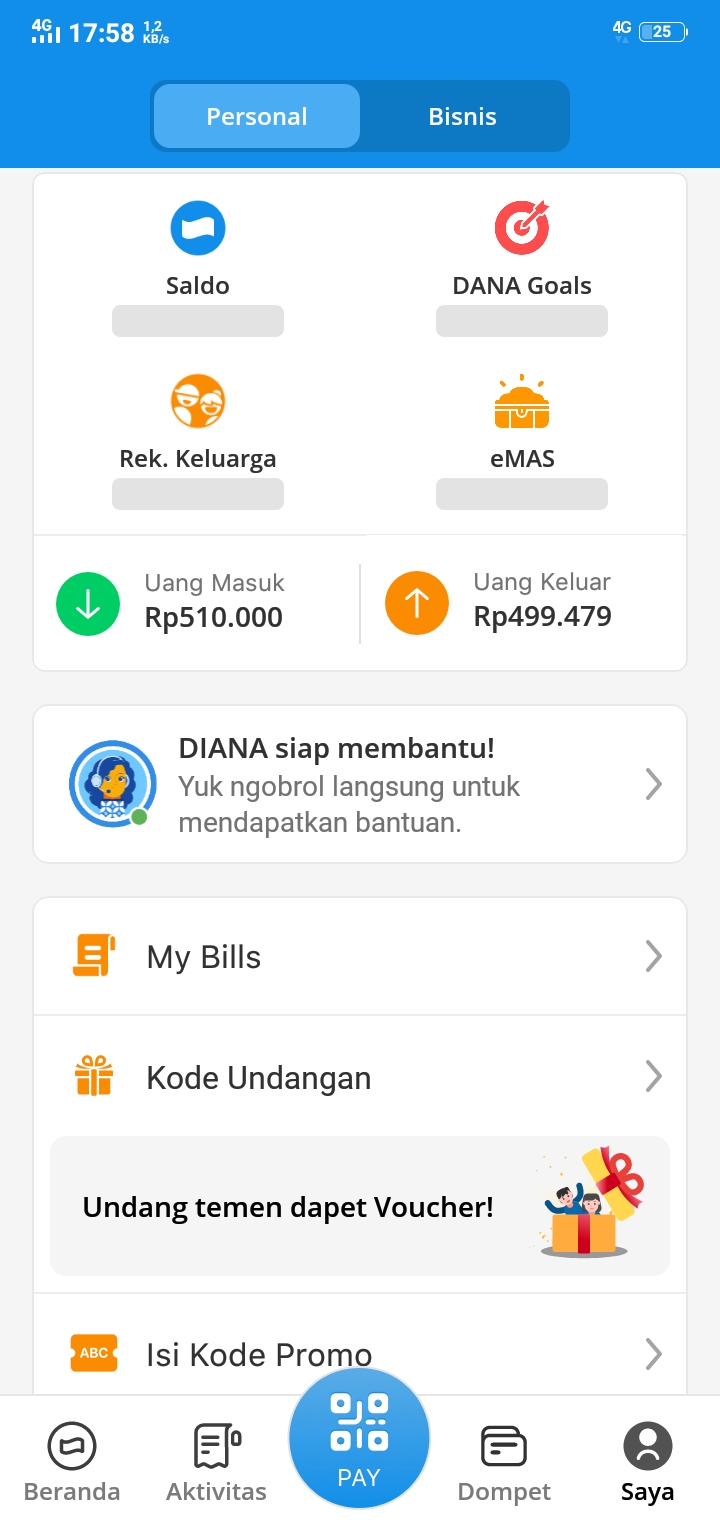 4G 17:58 1,2 KB/s 4G 25
Personal Bisnis
Saldo DANA Goals
Rek. Keluarga eMAS
Uang Masuk Uang Keluar
Rp510.000 Rp499.479
DIANA siap membantu!
Yuk ngobrol langsung untuk
mendapatkan bantuan.
My Bills
Kode Undangan
Undang temen dapet Voucher!
ABC Isi Kode Promo
PAY
Beranda Aktivitas Dompet Saya